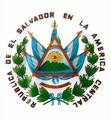 REPUBLICA DE EL SALVADOR EN LA AMERICA CENTRAL